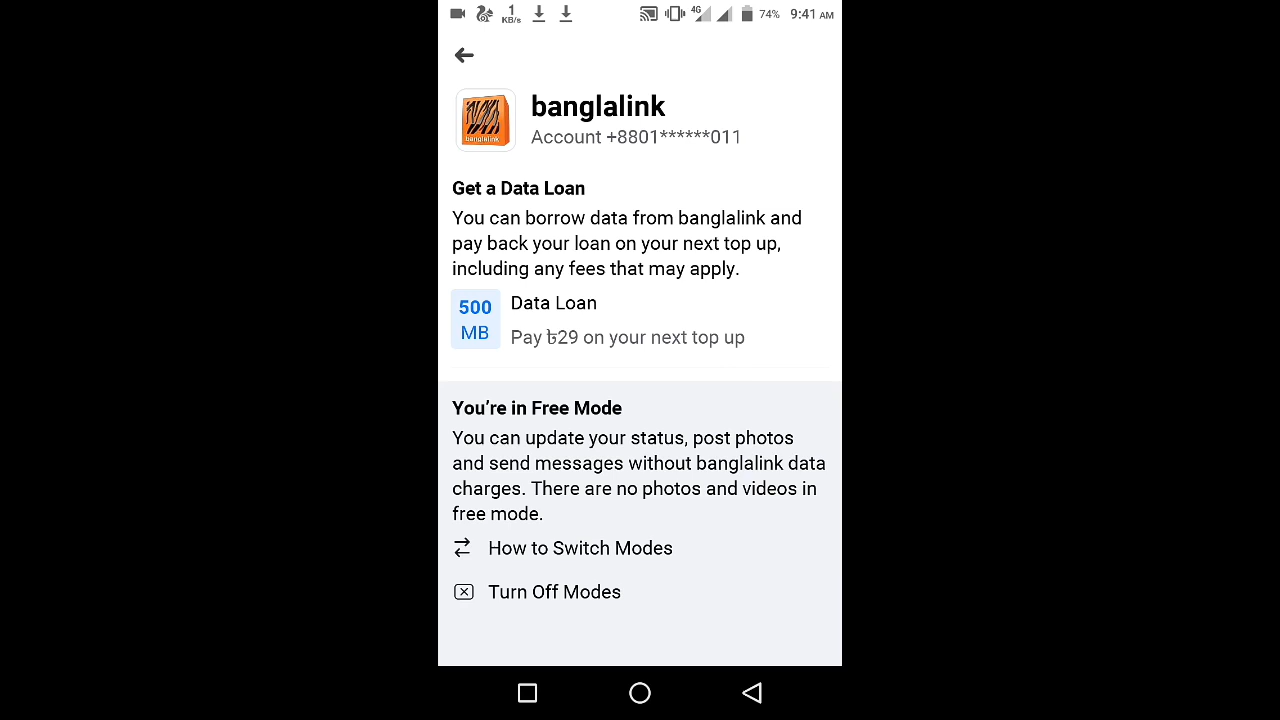 1 KB/s 4G 74% 9:41 AM
banglalink
banglalink
Account +8801******011
Get a Data Loan
You can borrow data from banglalink and
pay back your loan on your next top up,
including any fees that may apply.
500
MB
Data Loan
Pay ৳29 on your next top up
You’re in Free Mode
You can update your status, post photos
and send messages without banglalink data
charges. There are no photos and videos in
free mode.
How to Switch Modes
Turn Off Modes